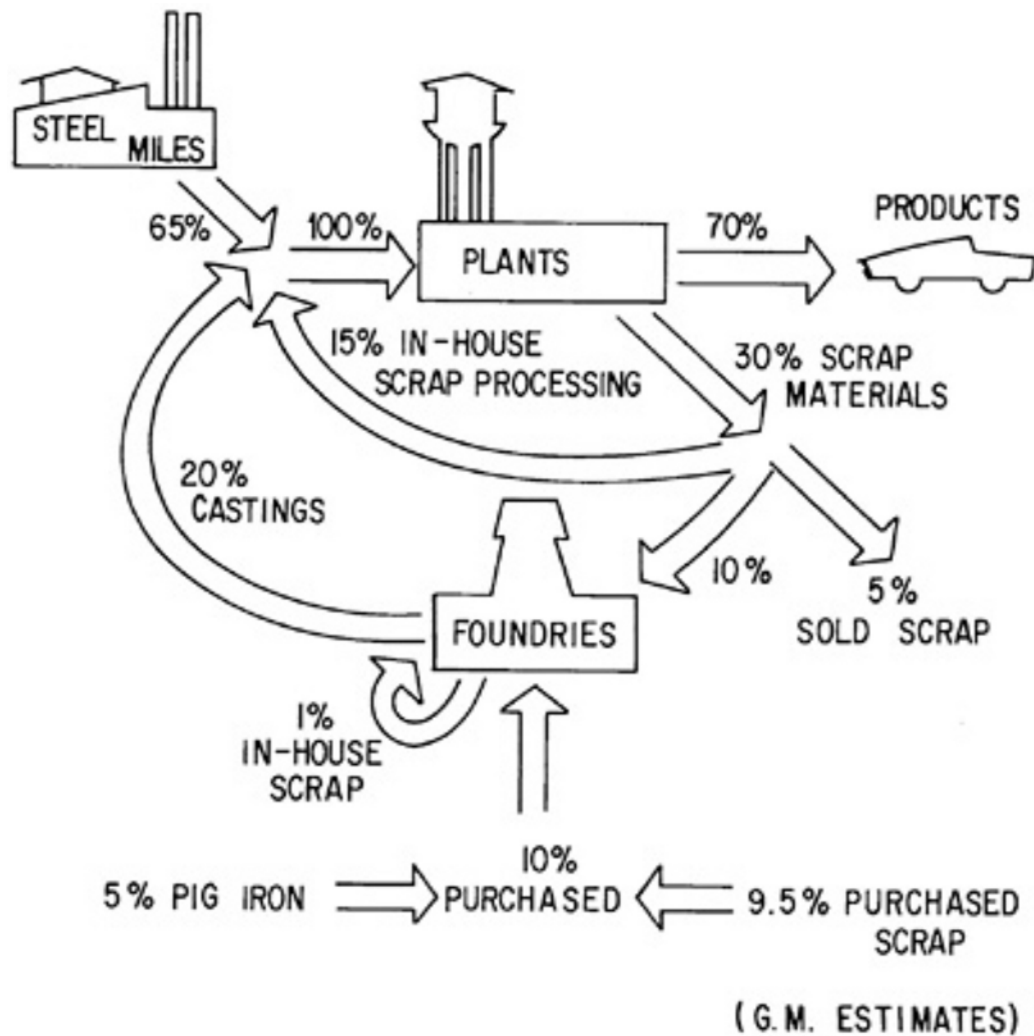 STEEL
MILES
65%
100%
PLANTS
70%
PRODUCTS
15% IN-HOUSE
SCRAP PROCESSING
30% SCRAP
MATERIALS
20%
CASTINGS
10%
5%
SOLD SCRAP
FOUNDRIES
1%
IN-HOUSE
SCRAP
10%
5% PIG IRON
PURCHASED
9.5% PURCHASED
SCRAP
(G.M. ESTIMATES)